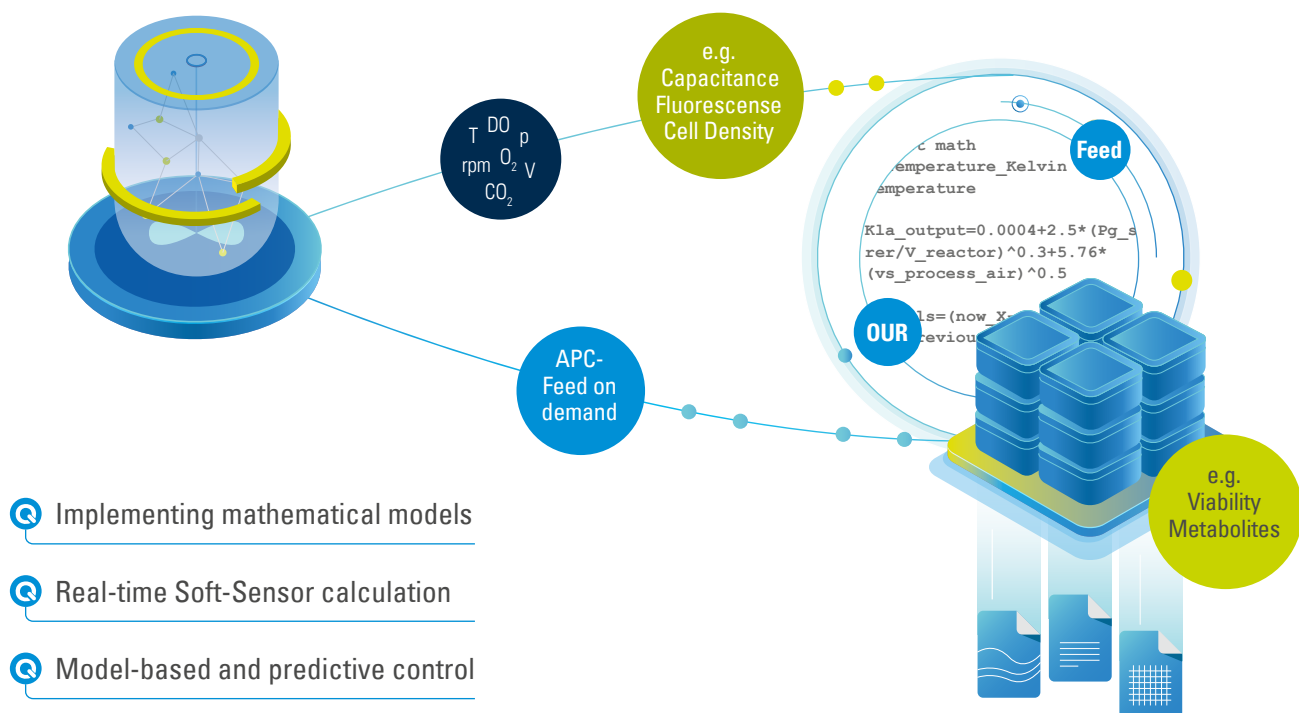 e.g.
Capacitance
Fluorescense
Cell Density
T DO p
rpm O₂ V
CO₂
Feed
t math
emperature_Kelvin
emperature
Kla_output=0.0004+2.5*(Pg_s
rer/V_reactor)^0.3+5.76*
(vs_process_air)^0.5
ls=(now_X
OUR
reviou
APC-
Feed on
demand
e.g.
Viability
Metabolites
Implementing mathematical models
Real-time Soft-Sensor calculation
Model-based and predictive control